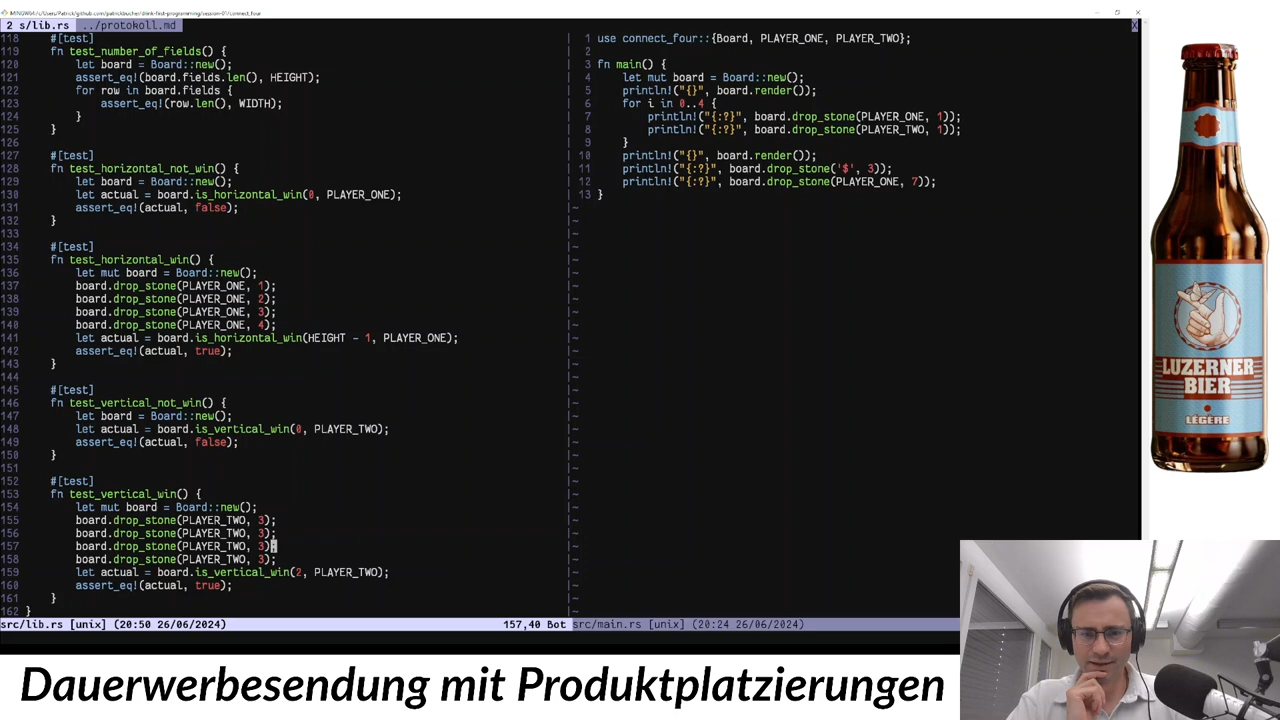 MINGW64:/c/Users/Patrick/github.com/patrickbucher/think-first-programming/session-01/connect_four
2 s/lib.rs ../protokoll.md X
118 #[test]
119 fn test_number_of_fields() {
120 let board = Board::new();
121 assert_eq!(board.fields.len(), HEIGHT);
122 for row in board.fields {
123 assert_eq!(row.len(), WIDTH);
124 }
125 }
126
127 #[test]
128 fn test_horizontal_not_win() {
129 let board = Board::new();
130 let actual = board.is_horizontal_win(0, PLAYER_ONE);
131 assert_eq!(actual, false);
132 }
133
134 #[test]
135 fn test_horizontal_win() {
136 let mut board = Board::new();
137 board.drop_stone(PLAYER_ONE, 1);
138 board.drop_stone(PLAYER_ONE, 2);
139 board.drop_stone(PLAYER_ONE, 3);
140 board.drop_stone(PLAYER_ONE, 4);
141 let actual = board.is_horizontal_win(HEIGHT - 1, PLAYER_ONE);
142 assert_eq!(actual, true);
143 }
144
145 #[test]
146 fn test_vertical_not_win() {
147 let board = Board::new();
148 let actual = board.is_vertical_win(0, PLAYER_TWO);
149 assert_eq!(actual, false);
150 }
151
152 #[test]
153 fn test_vertical_win() {
154 let mut board = Board::new();
155 board.drop_stone(PLAYER_TWO, 3);
156 board.drop_stone(PLAYER_TWO, 3);
157 board.drop_stone(PLAYER_TWO, 3);
158 board.drop_stone(PLAYER_TWO, 3);
159 let actual = board.is_vertical_win(2, PLAYER_TWO);
160 assert_eq!(actual, true);
161 }
162 }
src/lib.rs [unix] (20:50 26/06/2024) 157,40 Bot
1 use connect_four::{Board, PLAYER_ONE, PLAYER_TWO};
2
3 fn main() {
4 let mut board = Board::new();
5 println!("{}", board.render());
6 for i in 0..4 {
7 println!("{:?}", board.drop_stone(PLAYER_ONE, 1));
8 println!("{:?}", board.drop_stone(PLAYER_TWO, 1));
9 }
10 println!("{}", board.render());
11 println!("{:?}", board.drop_stone('$', 3));
12 println!("{:?}", board.drop_stone(PLAYER_ONE, 7));
13 }
src/main.rs [unix] (20:24 26/06/2024)
LUZERNER
BIER
LÉGÈRE
Dauerwerbesendung mit Produktplatzierungen